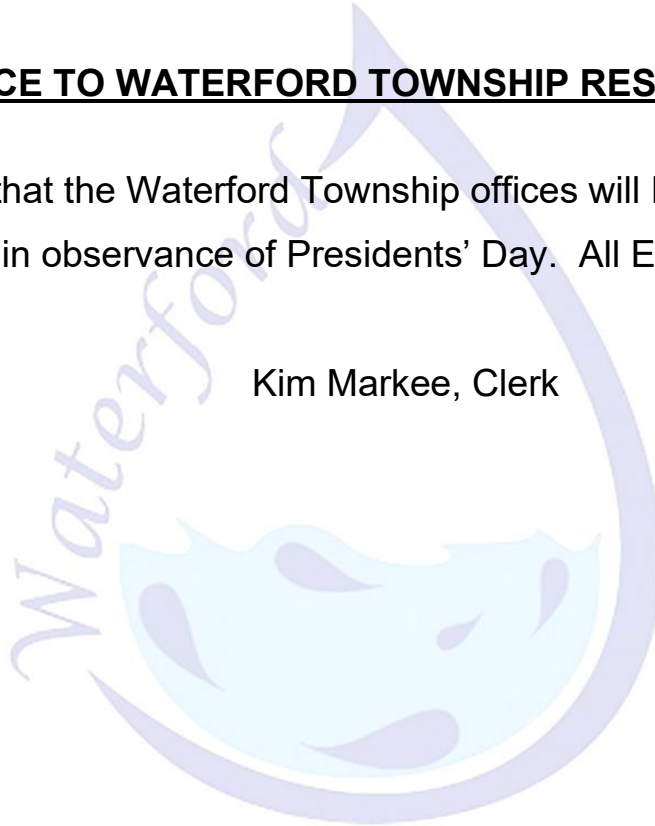 CE TO WATERFORD TOWNSHIP RES
that the Waterford Township offices will
in observance of Presidents’ Day.  All E
Kim Markee, Clerk
Waterford